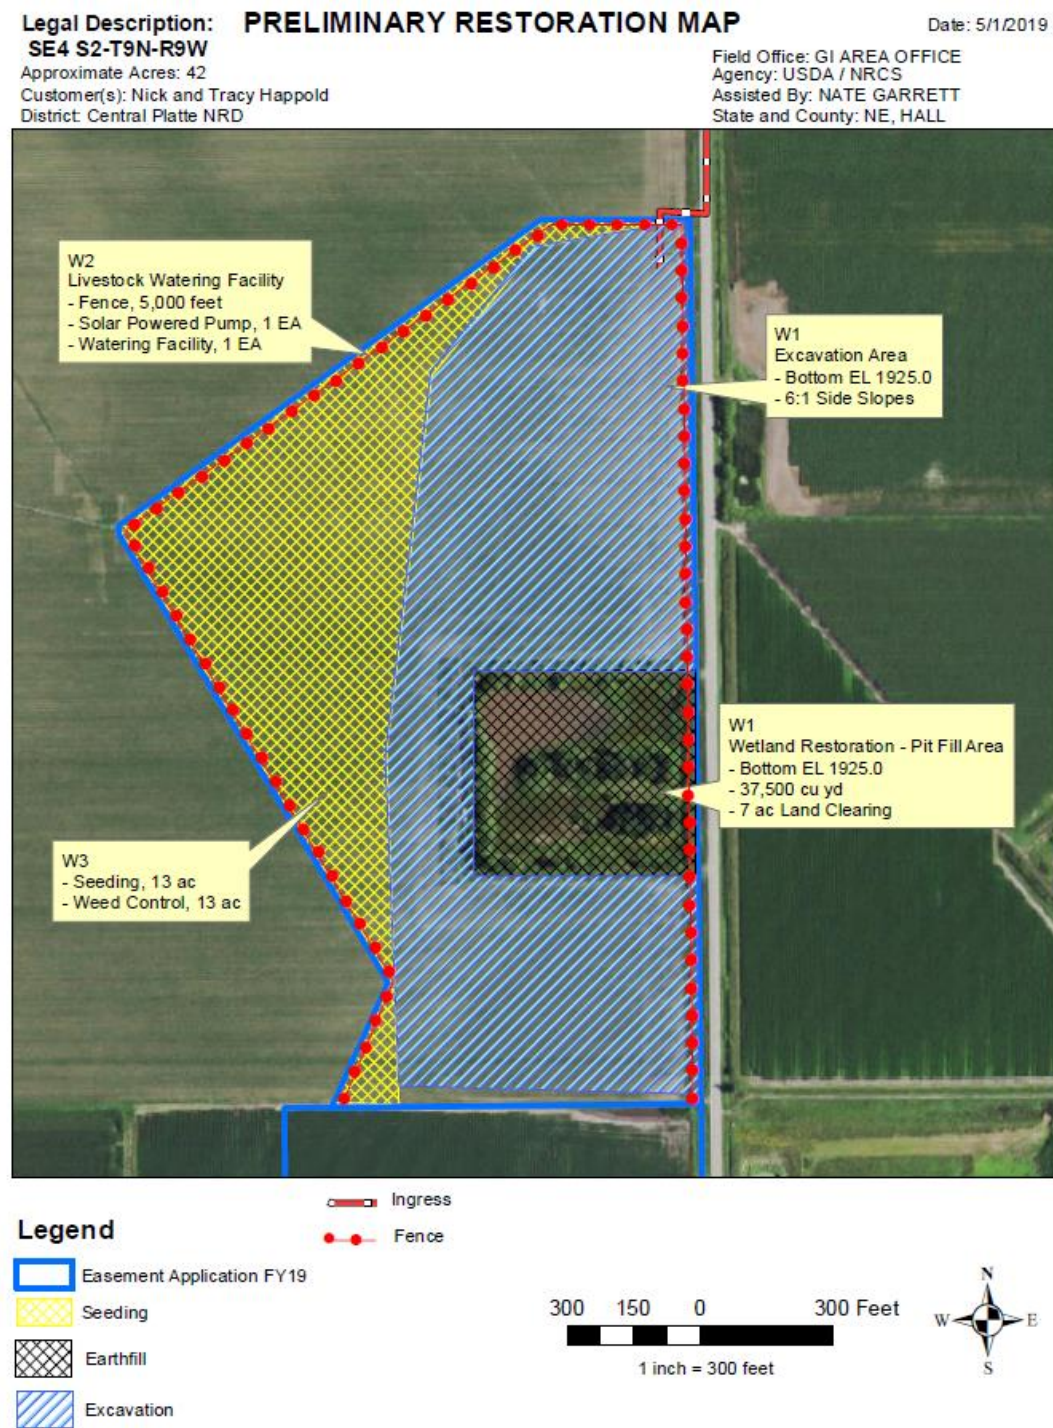 Legal Description:
PRELIMINARY RESTORATION MAP
Date: 5/1/2019
SE4 S2-T9N-R9W
Approximate Acres: 42
Customer(s): Nick and Tracy Happold
District: Central Platte NRD
Field Office: GI AREA OFFICE
Agency: USDA / NRCS
Assisted By: NATE GARRETT
State and County: NE, HALL
W2
Livestock Watering Facility
- Fence, 5,000 feet
- Solar Powered Pump, 1 EA
- Watering Facility, 1 EA
W1
Excavation Area
- Bottom EL 1925.0
- 6:1 Side Slopes
W1
Wetland Restoration - Pit Fill Area
- Bottom EL 1925.0
- 37,500 cu yd
- 7 ac Land Clearing
W3
- Seeding, 13 ac
- Weed Control, 13 ac
Legend
Ingress
Fence
Easement Application FY19
Seeding
Earthfill
Excavation
300 150 0 300 Feet
1 inch = 300 feet
N
W E
S